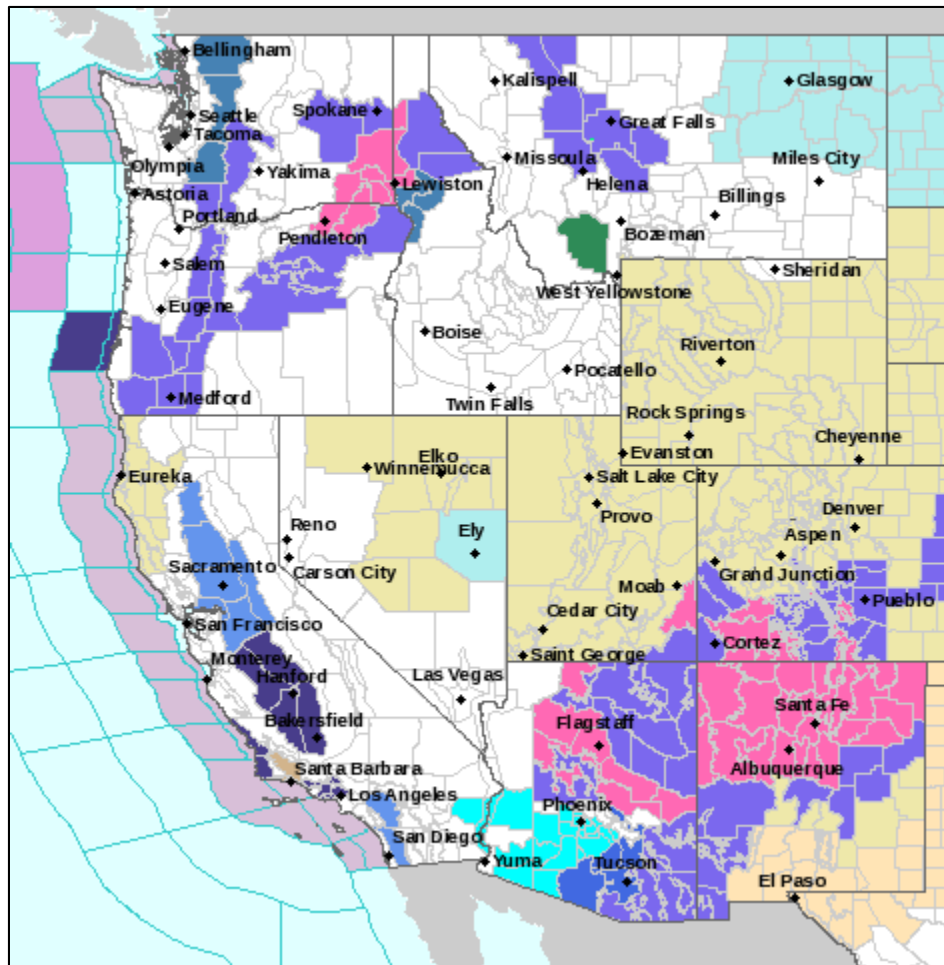 Bellingham
Kalispell
Glasgow
Spokane
Seattle
Great Falls
Tacoma
Olympia
Missoula
Miles City
Yakima
Helena
Lewiston
Astoria
Billings
Portland
Pendleton
Bozeman
Salem
Sheridan
West Yellowstone
Eugene
Boise
Riverton
Pocatello
Medford
Twin Falls
Rock Springs
Cheyenne
Evanston
Elko
Winnemucca
Eureka
Salt Lake City
Provo
Denver
Reno
Ely
Aspen
Sacramento
Carson City
Grand Junction
Moab
Pueblo
Cedar City
San Francisco
Cortez
Saint George
Monterey
Hanford
Las Vegas
Santa Fe
Flagstaff
Bakersfield
Albuquerque
Santa Barbara
Los Angeles
Phoenix
San Diego
Yuma
Tucson
El Paso